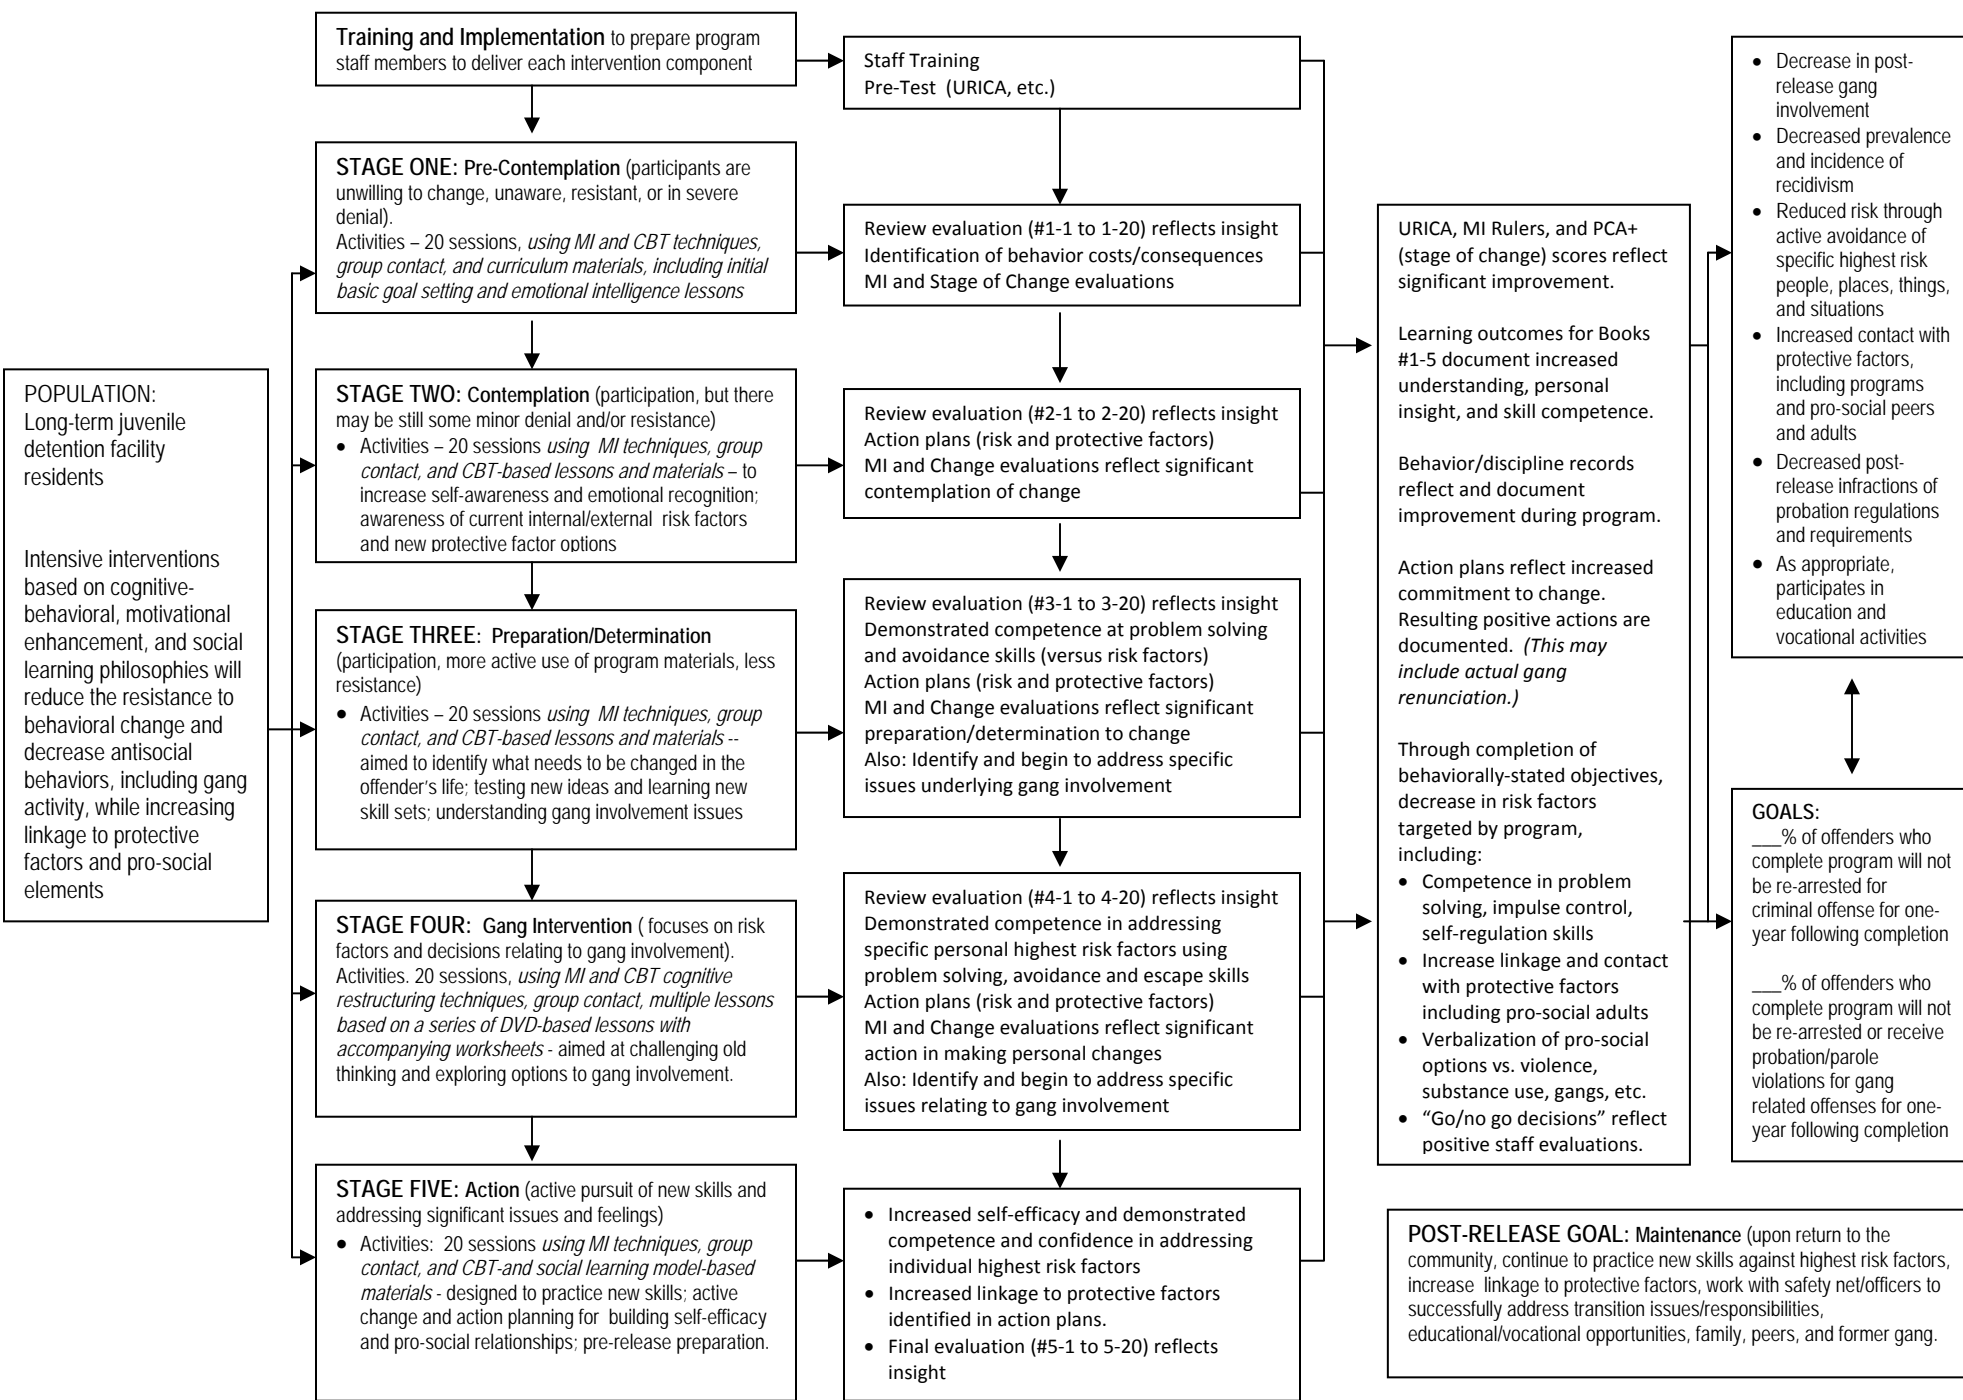 Training and Implementation to prepare program
staff members to deliver each intervention component
Staff Training
Pre-Test  (URICA, etc.)
STAGE ONE: Pre-Contemplation (participants are
unwilling to change, unaware, resistant, or in severe
denial).
Activities – 20 sessions, using MI and CBT techniques,
group contact, and curriculum materials, including initial
basic goal setting and emotional intelligence lessons
Review evaluation (#1-1 to 1-20) reflects insight
Identification of behavior costs/consequences
MI and Stage of Change evaluations
POPULATION:
Long-term juvenile
detention facility
residents
Intensive interventions
based on cognitive-
behavioral, motivational
enhancement, and social
learning philosophies will
reduce the resistance to
behavioral change and
decrease antisocial
behaviors, including gang
activity, while increasing
linkage to protective
factors and pro-social
elements
STAGE TWO: Contemplation (participation, but there
may be still some minor denial and/or resistance)
• Activities – 20 sessions using  MI techniques, group
contact, and CBT-based lessons and materials – to
increase self-awareness and emotional recognition;
awareness of current internal/external  risk factors
and new protective factor options
Review evaluation (#2-1 to 2-20) reflects insight
Action plans (risk and protective factors)
MI and Change evaluations reflect significant
contemplation of change
STAGE THREE:  Preparation/Determination
(participation, more active use of program materials, less
resistance)
• Activities – 20 sessions using  MI techniques, group
contact, and CBT-based lessons and materials --
aimed to identify what needs to be changed in the
offender's life; testing new ideas and learning new
skill sets; understanding gang involvement issues
Review evaluation (#3-1 to 3-20) reflects insight
Demonstrated competence at problem solving
and avoidance skills (versus risk factors)
Action plans (risk and protective factors)
MI and Change evaluations reflect significant
preparation/determination to change
Also: Identify and begin to address specific
issues underlying gang involvement
STAGE FOUR:  Gang Intervention ( focuses on risk
factors and decisions relating to gang involvement).
Activities. 20 sessions, using MI and CBT cognitive
restructuring techniques, group contact, multiple lessons
based on a series of DVD-based lessons with
accompanying worksheets - aimed at challenging old
thinking and exploring options to gang involvement.
Review evaluation (#4-1 to 4-20) reflects insight
Demonstrated competence in addressing
specific personal highest risk factors using
problem solving, avoidance and escape skills
Action plans (risk and protective factors)
MI and Change evaluations reflect significant
action in making personal changes
Also: Identify and begin to address specific
issues relating to gang involvement
STAGE FIVE: Action (active pursuit of new skills and
addressing significant issues and feelings)
• Activities:  20 sessions using MI techniques, group
contact, and CBT-and social learning model-based
materials - designed to practice new skills; active
change and action planning for  building self-efficacy
and pro-social relationships; pre-release preparation.
• Increased self-efficacy and demonstrated
competence and confidence in addressing
individual highest risk factors
• Increased linkage to protective factors
identified in action plans.
• Final evaluation (#5-1 to 5-20) reflects
insight
URICA, MI Rulers, and PCA+
(stage of change) scores reflect
significant improvement.
Learning outcomes for Books
#1-5 document increased
understanding, personal
insight, and skill competence.
Behavior/discipline records
reflect and document
improvement during program.
Action plans reflect increased
commitment to change.
Resulting positive actions are
documented.  (This may
include actual gang
renunciation.)
Through completion of
behaviorally-stated objectives,
decrease in risk factors
targeted by program,
including:
• Competence in problem
solving, impulse control,
self-regulation skills
• Increase linkage and contact
with protective factors
including pro-social adults
• Verbalization of pro-social
options vs. violence,
substance use, gangs, etc.
• “Go/no go decisions” reflect
positive staff evaluations.
• Decrease in post-
release gang
involvement
• Decreased prevalence
and incidence of
recidivism
• Reduced risk through
active avoidance of
specific highest risk
people, places, things,
and situations
• Increased contact with
protective factors,
including programs
and pro-social peers
and adults
• Decreased post-
release infractions of
probation regulations
and requirements
• As appropriate,
participates in
education and
vocational activities
GOALS:
___% of offenders who
complete program will not
be re-arrested for
criminal offense for one-
year following completion
___% of offenders who
complete program will not
be re-arrested or receive
probation/parole
violations for gang
related offenses for one-
year following completion
POST-RELEASE GOAL: Maintenance (upon return to the
community, continue to practice new skills against highest risk factors,
increase  linkage to protective factors, work with safety net/officers to
successfully address transition issues/responsibilities,
educational/vocational opportunities, family, peers, and former gang.